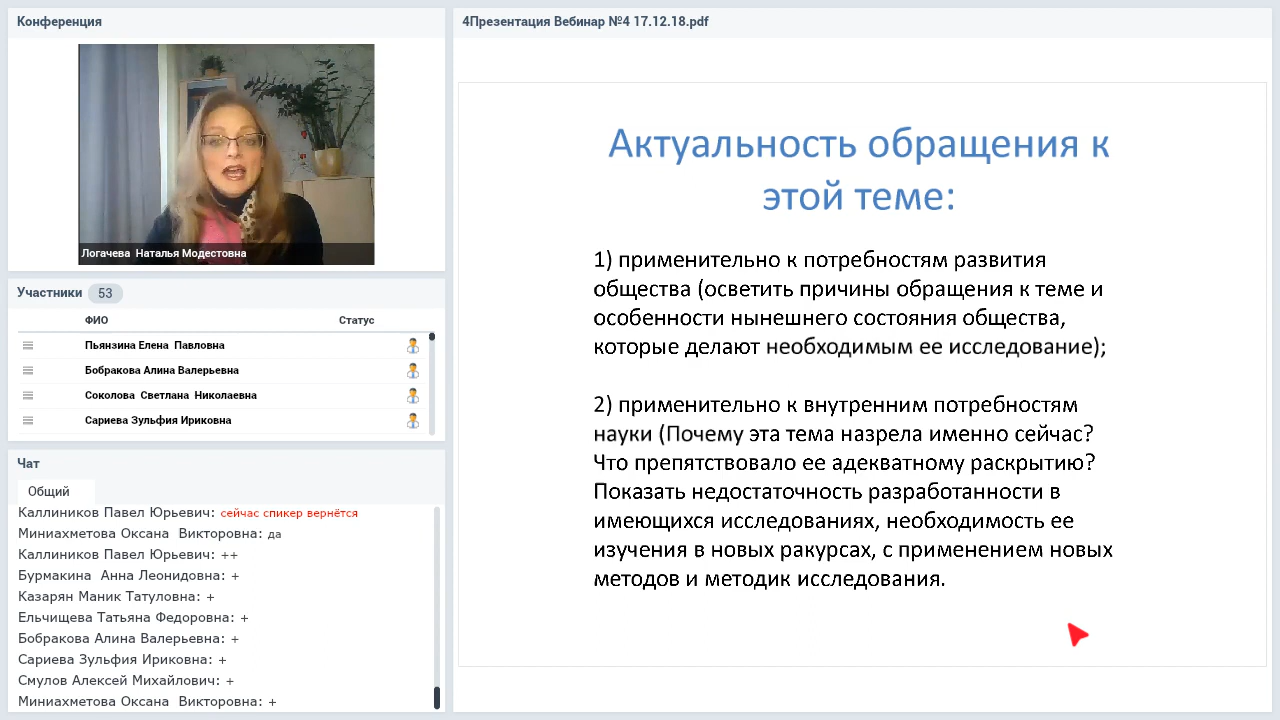 Конференция
Логачева  Наталья Модестовна
Участники 53
ФИО Статус
Пьянзина Елена  Павловна
Бобракова Алина Валерьевна
Соколова  Светлана  Николаевна
Сариева Зульфия Ириковна
Чат
Общий
Каллиников Павел Юрьевич: сейчас спикер вернётся
Миниахметова Оксана  Викторовна: да
Каллиников Павел Юрьевич: ++
Бурмакина  Анна Леонидовна: +
Казарян Маник Татуловна: +
Ельчищева Татьяна Федоровна: +
Бобракова Алина Валерьевна: +
Сариева Зульфия Ириковна: +
Смулов Алексей Михайлович: +
Миниахметова Оксана  Викторовна: +
4Презентация Вебинар №4 17.12.18.pdf
Актуальность обращения к
этой теме:
1) применительно к потребностям развития
общества (осветить причины обращения к теме и
особенности нынешнего состояния общества,
которые делают необходимым ее исследование);
2) применительно к внутренним потребностям
науки (Почему эта тема назрела именно сейчас?
Что препятствовало ее адекватному раскрытию?
Показать недостаточность разработанности в
имеющихся исследованиях, необходимость ее
изучения в новых ракурсах, с применением новых
методов и методик исследования.